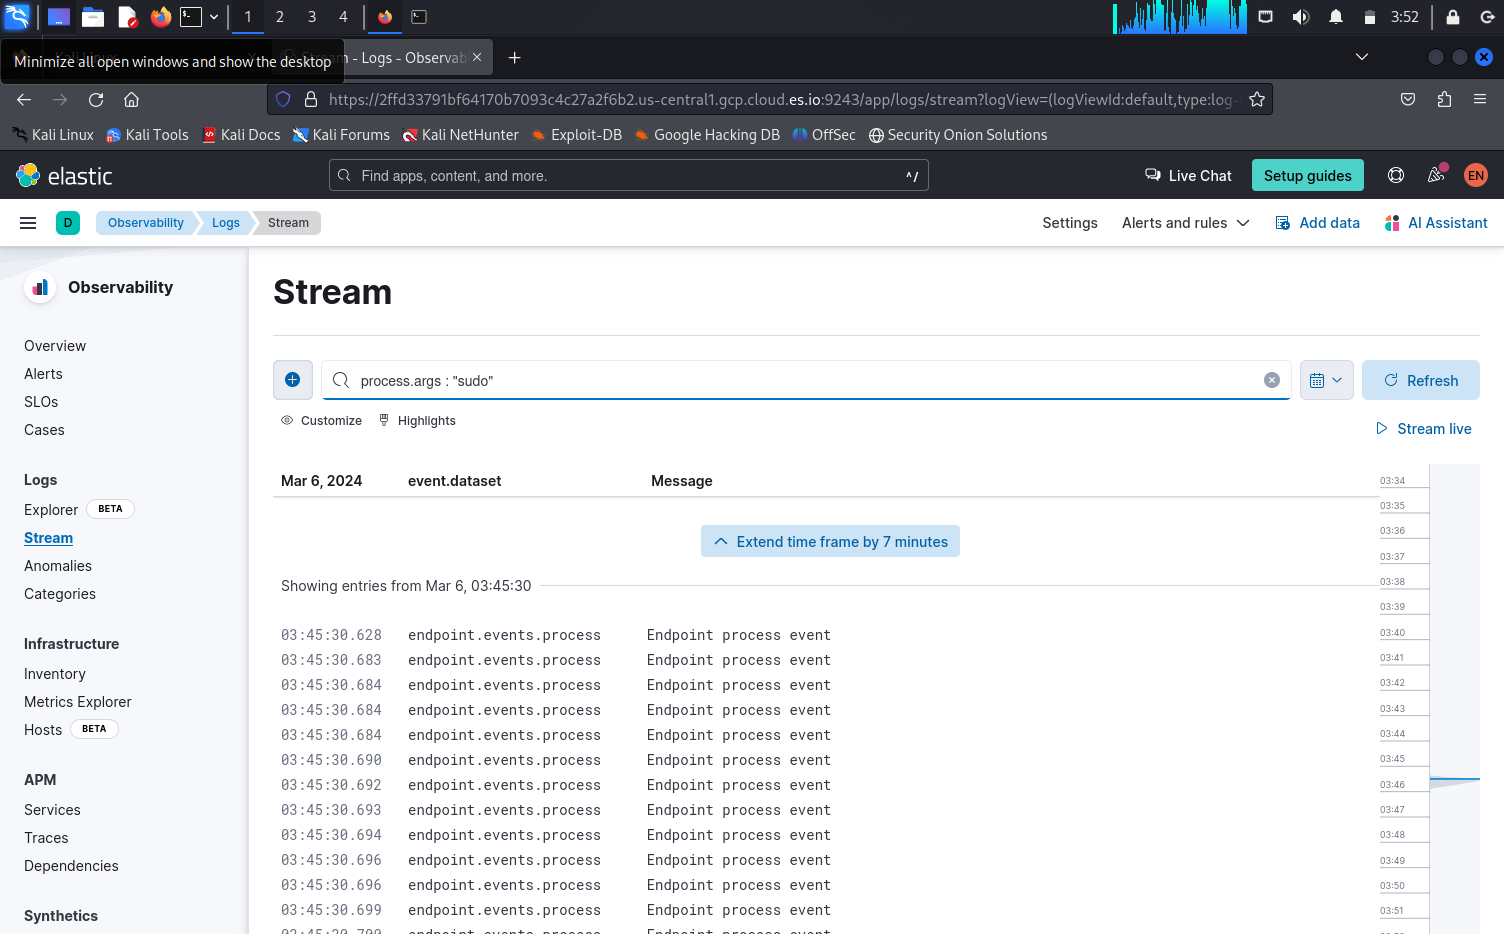 1 2 3 4 3:52
Minimize all open windows and show the desktop
- Logs - Observab
https://2ffd33791bf64170b7093c4c27a2f6b2.us-central1.gcp.cloud.es.io:9243/app/logs/stream?logView=(logViewId:default,type:log-
Kali Linux Kali Tools Kali Docs Kali Forums Kali NetHunter Exploit-DB Google Hacking DB OffSec Security Onion Solutions
elastic Find apps, content, and more. ^/ Live Chat Setup guides EN
D Observability Logs Stream Settings Alerts and rules Add data AI Assistant
Observability
Overview
Alerts
SLOs
Cases
Logs
Explorer BETA
Stream
Anomalies
Categories
Infrastructure
Inventory
Metrics Explorer
Hosts BETA
APM
Services
Traces
Dependencies
Synthetics
Stream
process.args : "sudo" Refresh
Customize Highlights
Stream live
Mar 6, 2024 event.dataset Message
Extend time frame by 7 minutes
Showing entries from Mar 6, 03:45:30
03:45:30.628 endpoint.events.process Endpoint process event
03:45:30.683 endpoint.events.process Endpoint process event
03:45:30.684 endpoint.events.process Endpoint process event
03:45:30.684 endpoint.events.process Endpoint process event
03:45:30.684 endpoint.events.process Endpoint process event
03:45:30.690 endpoint.events.process Endpoint process event
03:45:30.692 endpoint.events.process Endpoint process event
03:45:30.693 endpoint.events.process Endpoint process event
03:45:30.694 endpoint.events.process Endpoint process event
03:45:30.696 endpoint.events.process Endpoint process event
03:45:30.696 endpoint.events.process Endpoint process event
03:45:30.699 endpoint.events.process Endpoint process event
03:34
03:35
03:36
03:37
03:38
03:39
03:40
03:41
03:42
03:43
03:44
03:45
03:46
03:47
03:48
03:49
03:50
03:51